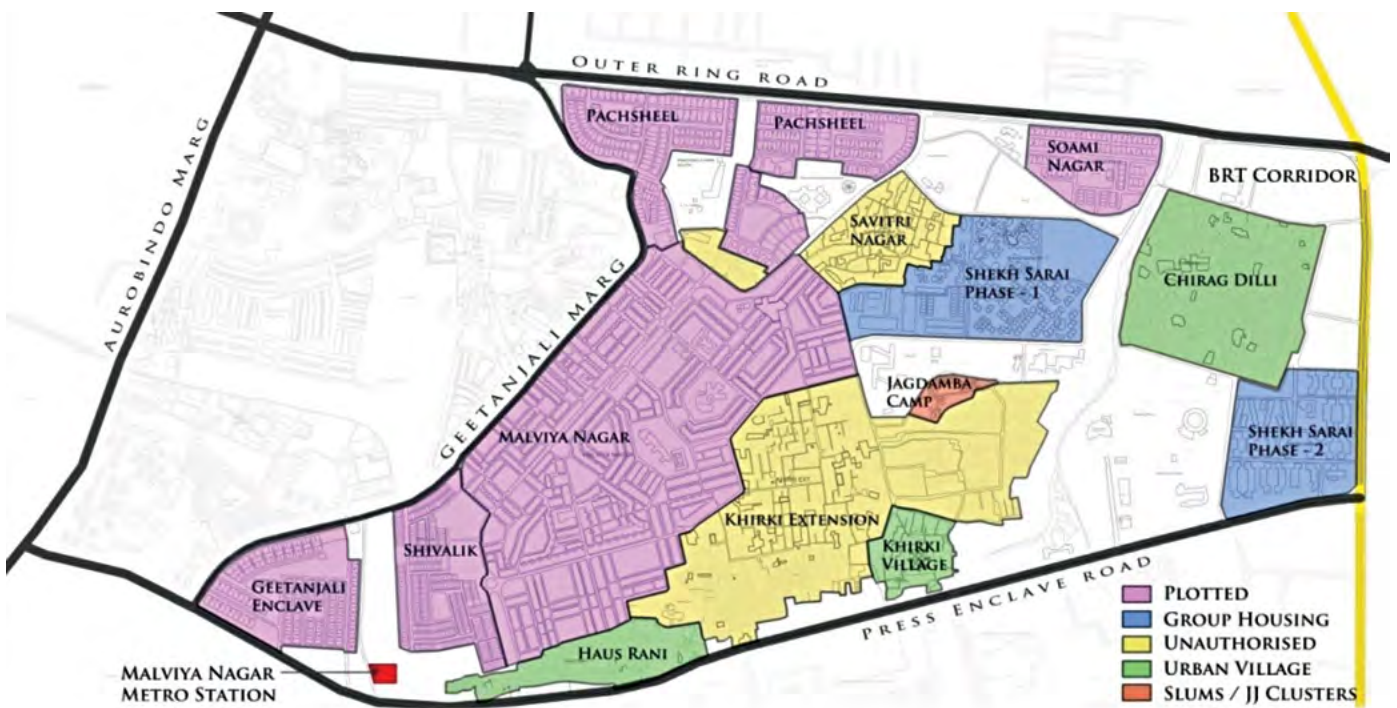 OUTER RING ROAD
AUROBINDO MARG
GEETANJALI MARG
PACHSHEEL
PACHSHEEL
SOAMI
NAGAR
BRT CORRIDOR
SAVITRI
NAGAR
SHEKH SARAI
PHASE - 1
CHIRAG DILLI
JAGDAMBA
CAMP
MALVIYA NAGAR
SHEKH SARAI
PHASE - 2
KHIRKI EXTENSION
SHIVALIK
KHIRKI
VILLAGE
GEETANJALI
ENCLAVE
PRESS ENCLAVE ROAD
HAUS RANI
MALVIYA NAGAR
METRO STATION
PLOTTED
GROUP HOUSING
UNAUTHORISED
URBAN VILLAGE
SLUMS / JJ CLUSTERS